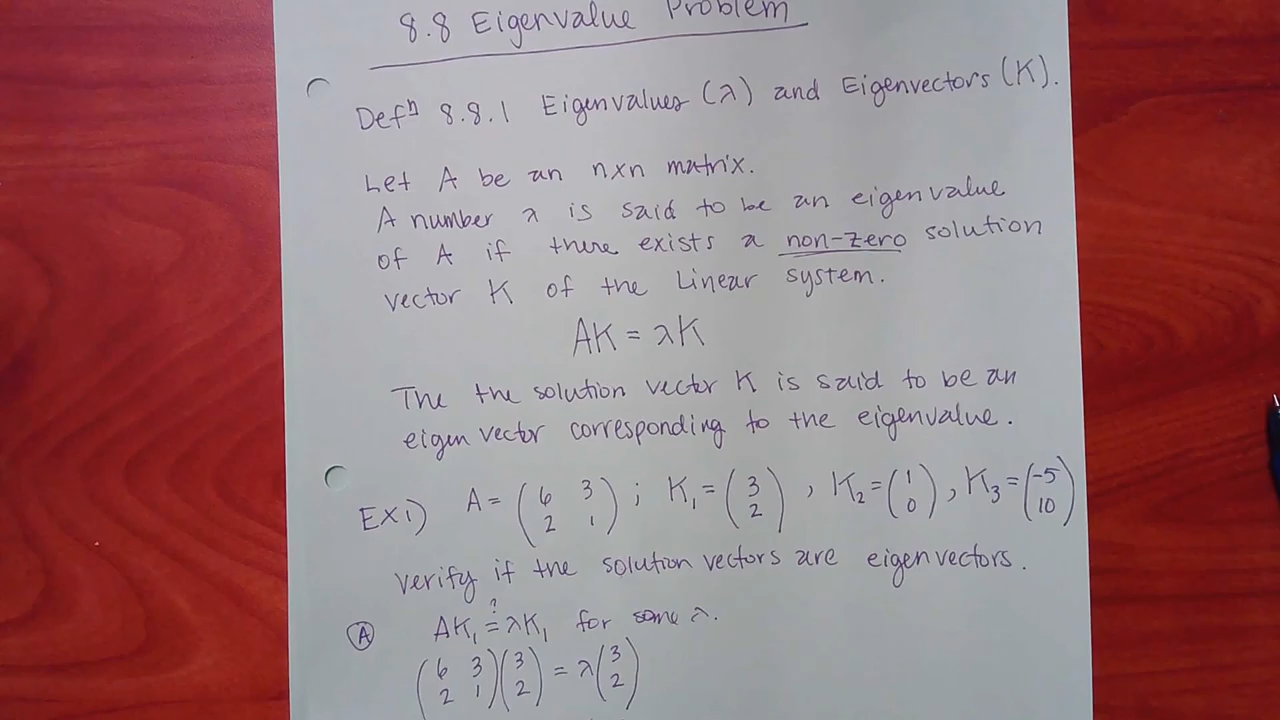 8.8 Eigenvalue Problem
Defⁿ 8.8.1 Eigenvalues (λ) and Eigenvectors (K).
Let A be an nxn matrix.
A number λ is said to be an eigenvalue
of A if there exists a non-zero solution
vector K of the Linear system.
AK = λK
The the solution vector K is said to be an
eigen vector corresponding to the eigenvalue.
EX1) A = (6 3; 2 1) ; K₁ = (3; 2) , K₂ = (1; 0) , K₃ = (-5; 10)
verify if the solution vectors are eigenvectors.
Ⓐ AK₁ ≟ λK₁ for some λ.
(6 3; 2 1)(3; 2) = λ(3; 2)